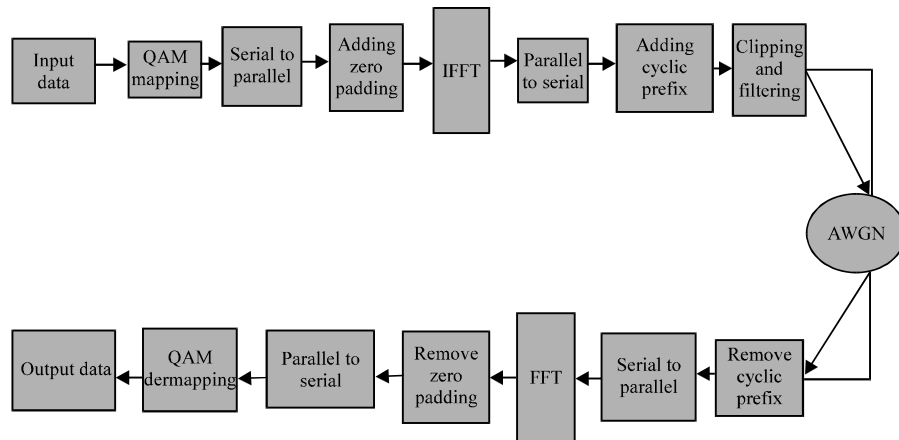 Input
data
QAM
mapping
Serial to
parallel
Adding
zero
padding
IFFT
Parallel
to serial
Adding
cyclic
prefix
Clipping
and
filtering
AWGN
Output data
QAM
dermapping
Parallel to
serial
Remove
zero
padding
FFT
Serial to
parallel
Remove
cyclic
prefix